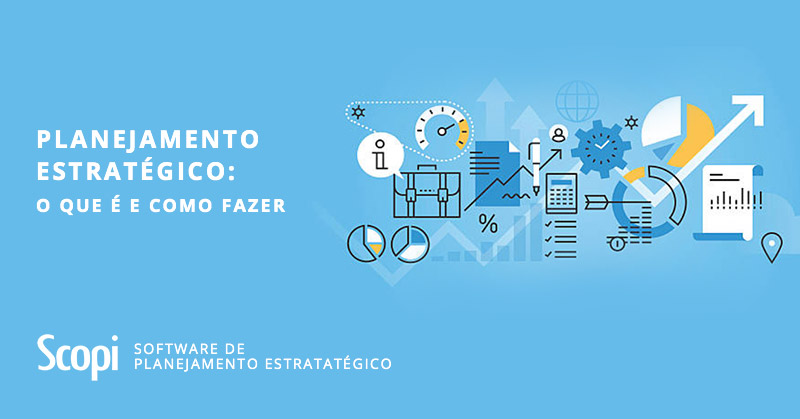 PLANEJAMENTO
ESTRATÉGICO:
O QUE É E COMO FAZER
i
%
Scopi
SOFTWARE DE
PLANEJAMENTO ESTRATATÉGICO